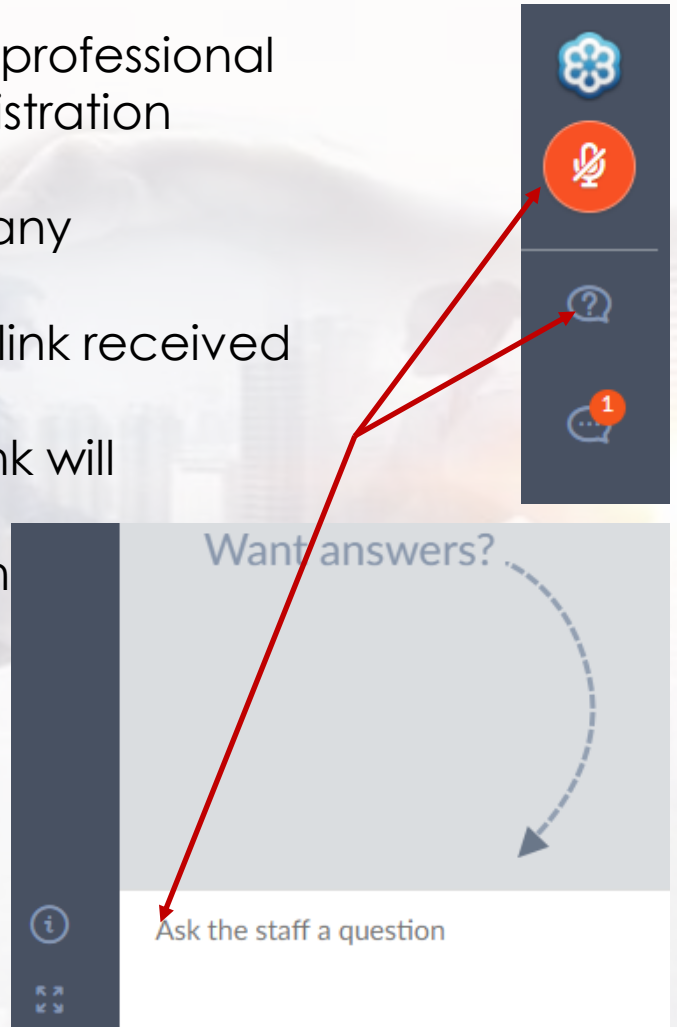 professional
istration
any
link received
nk will
n
1
Want answers?
Ask the staff a question